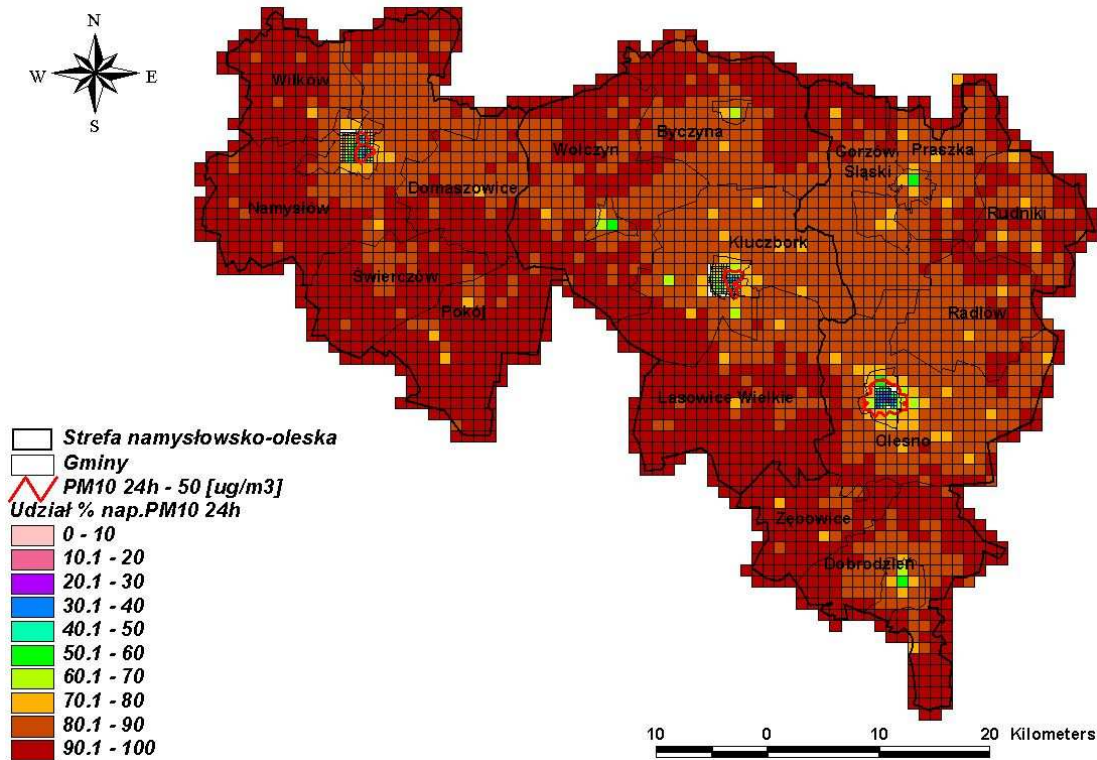 N
W E
S
Wilków
Byczyna
Wołczyn
Gorzów
Śląski
Praszka
Domaszowice
Namysłów
Rudniki
Kluczbork
Świerczów
Pokój
Radłów
Lasowice Wielkie
Olesno
Zębowice
Dobrodzień
Strefa namysłowsko-oleska
Gminy
PM10 24h - 50 [ug/m3]
Udział % nap.PM10 24h
0 - 10
10.1 - 20
20.1 - 30
30.1 - 40
40.1 - 50
50.1 - 60
60.1 - 70
70.1 - 80
80.1 - 90
90.1 - 100
10 0 10 20 Kilometers